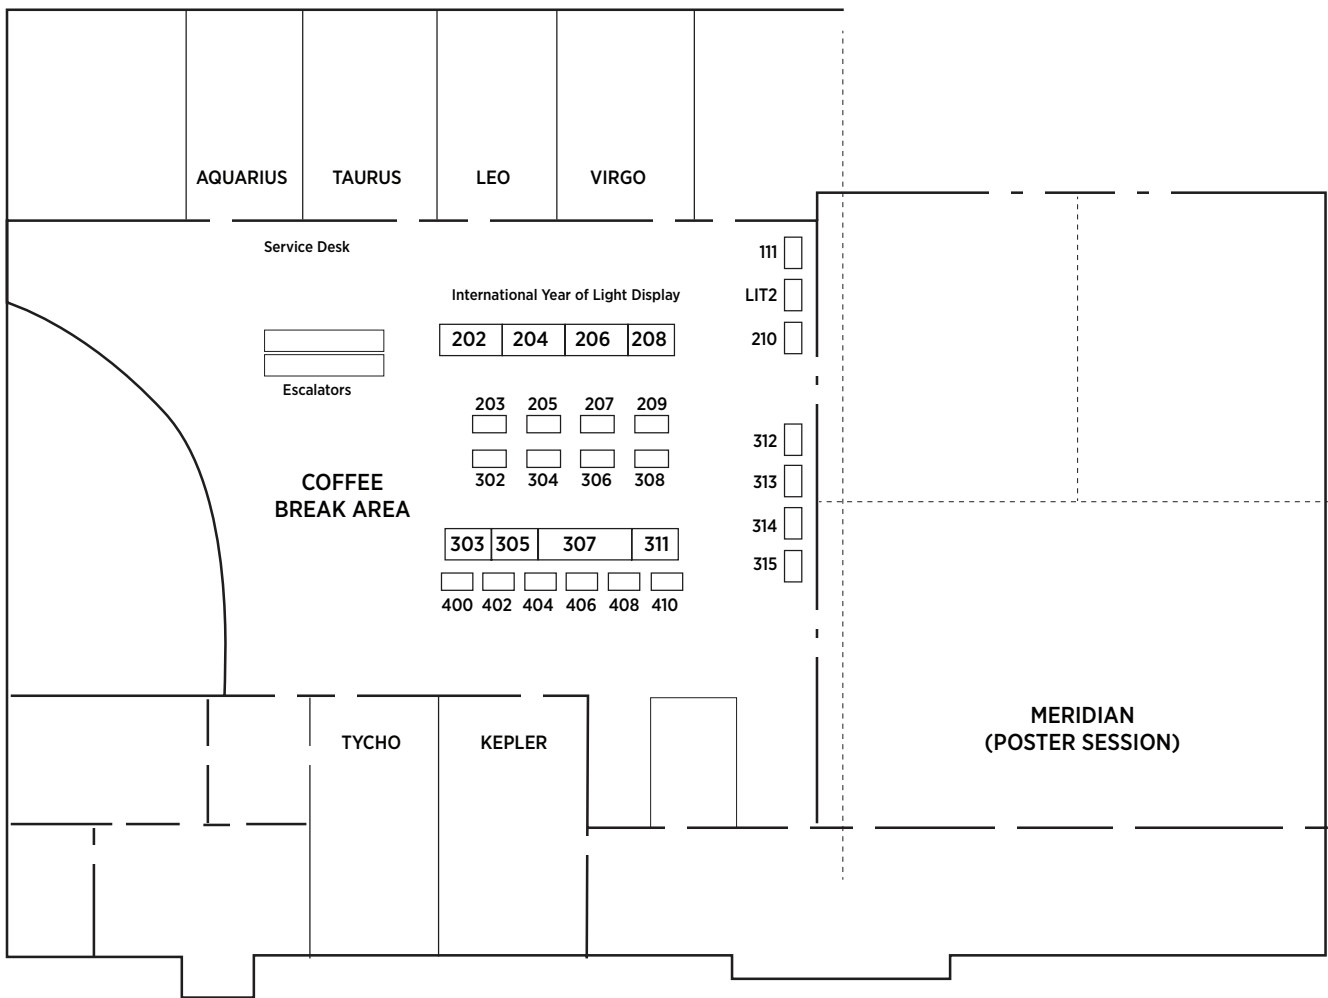 AQUARIUS TAURUS LEO VIRGO
Service Desk
111
International Year of Light Display
LIT2
202 204 206 208
210
Escalators
203 205 207 209
312
302 304 306 308
313
COFFEE
BREAK AREA
314
303 305 307 311
315
400 402 404 406 408 410
TYCHO KEPLER
MERIDIAN
(POSTER SESSION)